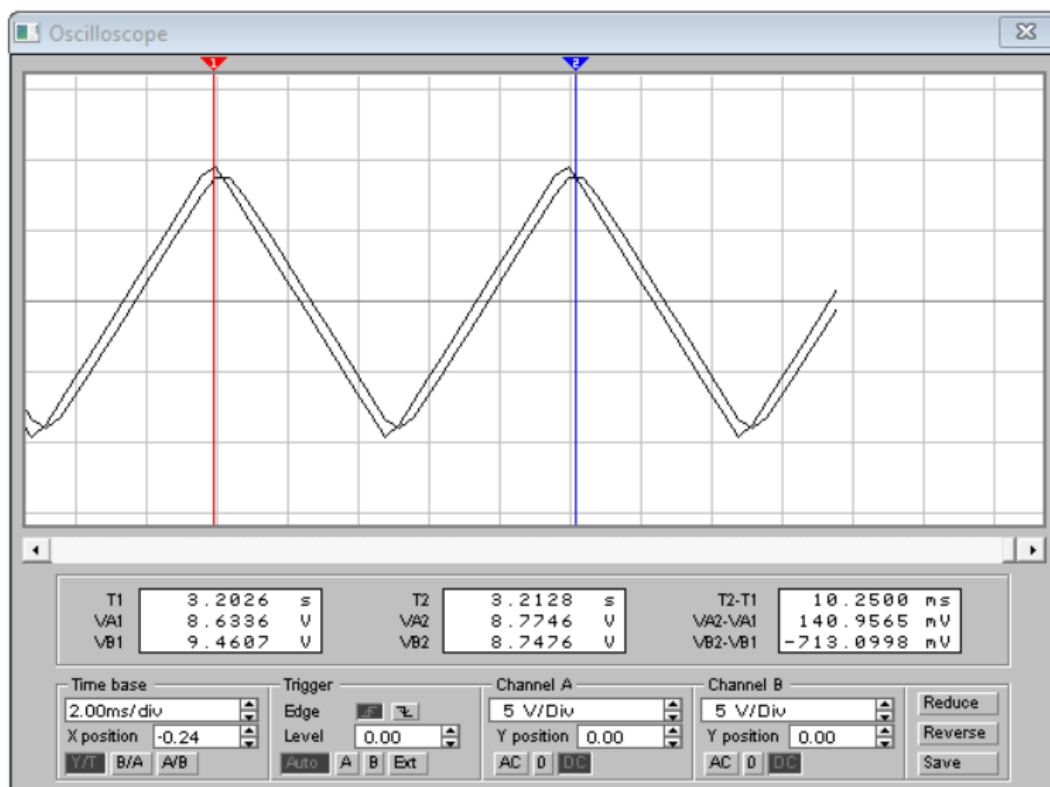 Oscilloscope
1 2
T1 3.2026 s T2 3.2128 s T2-T1 10.2500 ms
VA1 8.6336 V VA2 8.7746 V VA2-VA1 140.9565 mV
VB1 9.4607 V VB2 8.7476 V VB2-VB1 -713.0998 mV
Time base Trigger Channel A Channel B
2.00ms/div Edge 5 V/Div 5 V/Div Reduce
X position -0.24 Level 0.00 Y position 0.00 Y position 0.00 Reverse
Y/T B/A A/B Auto A B Ext AC 0 DC AC 0 DC Save